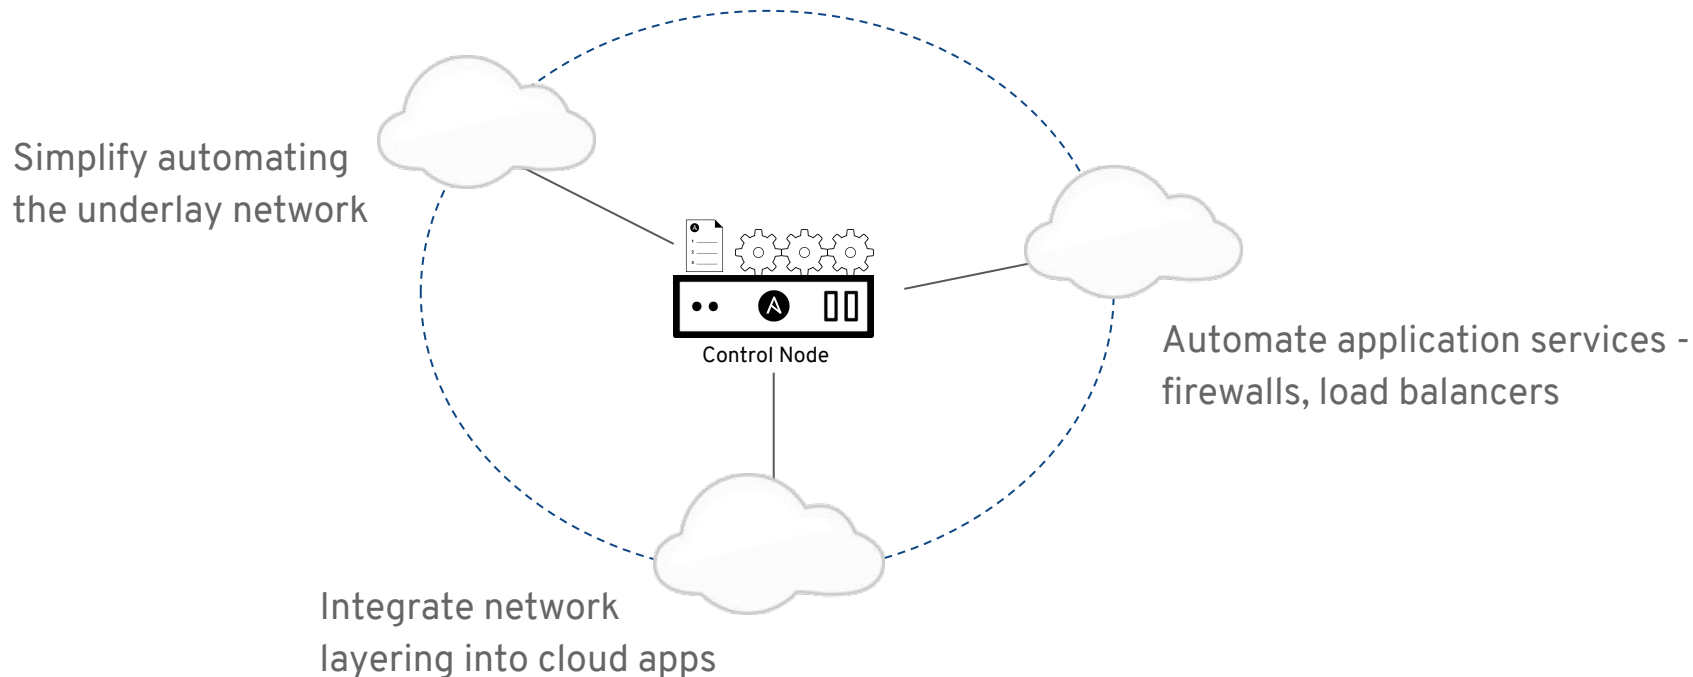 Simplify automating
the underlay network
Control Node
Automate application services -
firewalls, load balancers
Integrate network
layering into cloud apps